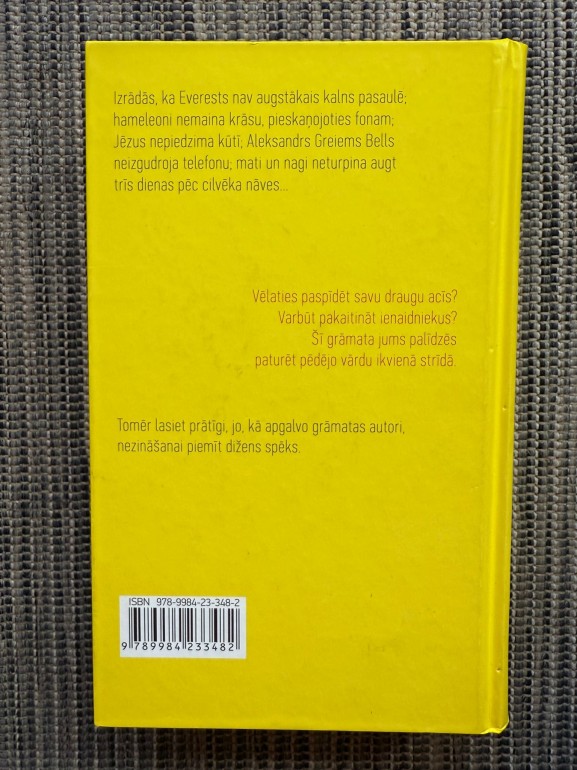 Izrādās, ka Everests nav augstākais kalns pasaulē;
hameleoni nemaina krāsu, pieskaņojoties fonam;
Jēzus nepiedzima kūtī; Aleksandrs Greiems Bells
neizgudroja telefonu; mati un nagi neturpina augt
trīs dienas pēc cilvēka nāves...
Vēlaties paspīdēt savu draugu acīs?
Varbūt pakaitināt ienaidniekus?
Šī grāmata jums palīdzēs
paturēt pēdējo vārdu ikvienā strīdā.
Tomēr lasiet prātīgi, jo, kā apgalvo grāmatas autori,
nezināšanai piemīt dižens spēks.
ISBN 978-9984-23-348-2
9 789984 233482